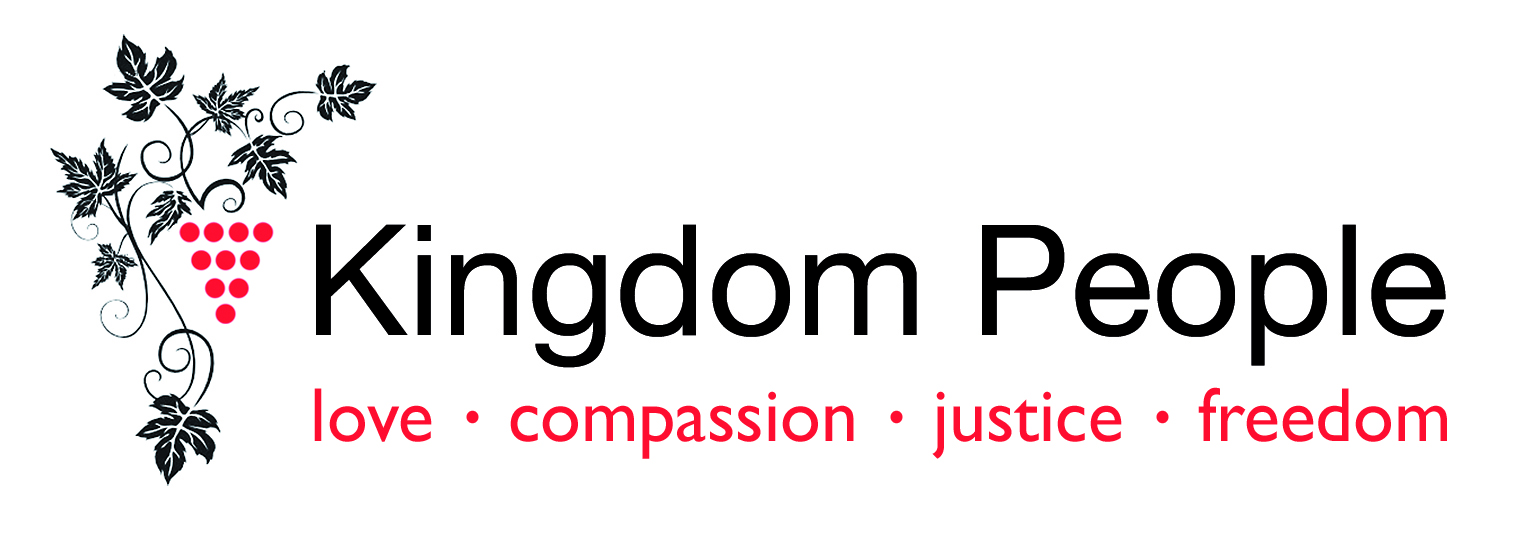 Kingdom People
love • compassion • justice • freedom